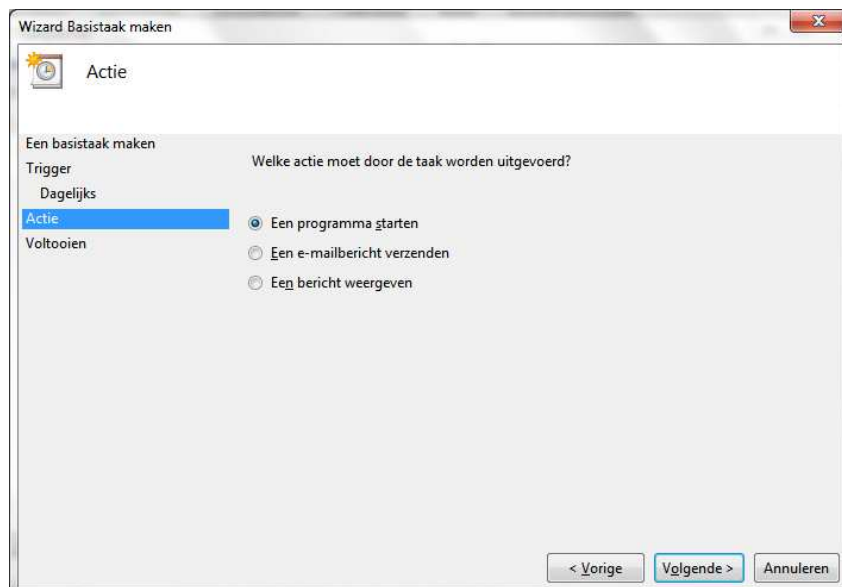 Wizard Basistaak maken
Actie
Een basistaak maken
Trigger
Dagelijks
Actie
Voltooien
Welke actie moet door de taak worden uitgevoerd?
Een programma starten
Een e-mailbericht verzenden
Een bericht weergeven
< Vorige
Volgende >
Annuleren